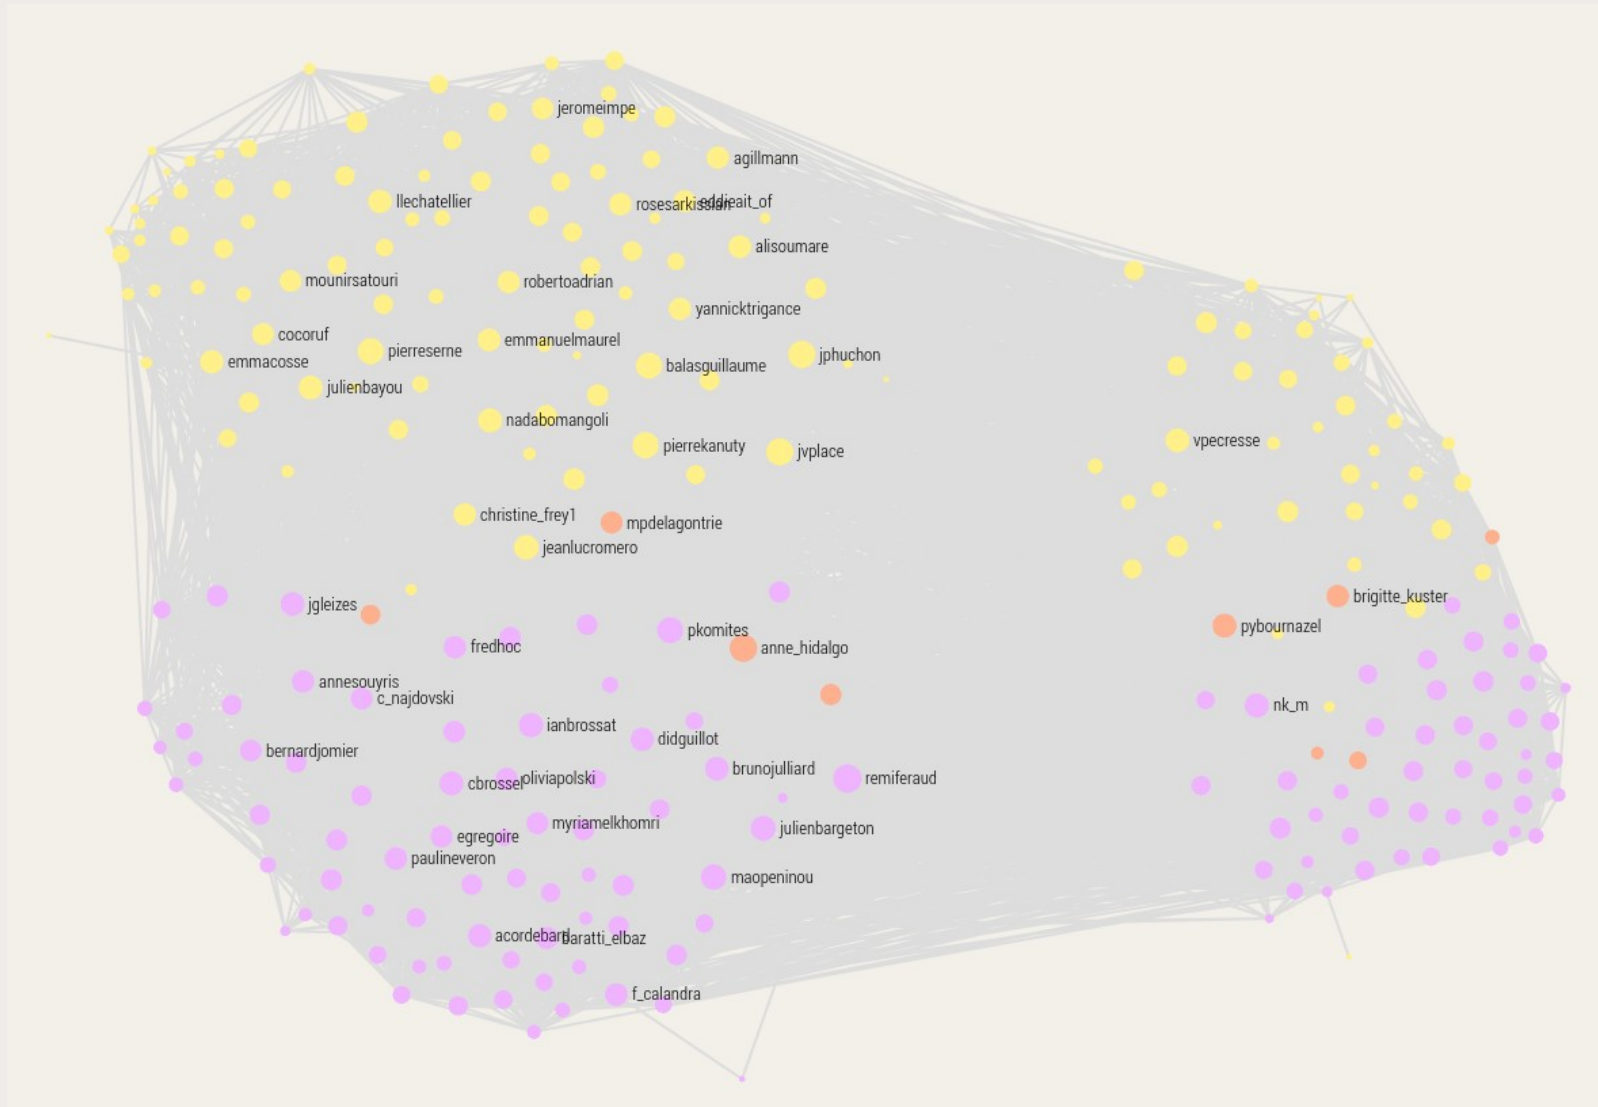 jeromeimpe
agillmann
llechatellier
rosesarkissian
eddieait_of
alisoumare
mounirsatouri
robertoadrian
yannicktrigance
cocoruf
emmanuelmaurel
pierreserne
jphuchon
emmacosse
balasguillaume
julienbayou
nadabomangoli
vpecresse
pierrekanuty
jvplace
christine_frey1
mpdelagontrie
jeanlucromero
brigitte_kuster
jgleizes
pybournazel
pkomites
fredhoc
anne_hidalgo
annesouyris
c_najdovski
nk_m
ianbrossat
didguillot
bernardjomier
brunojulliard
oliviapolski
remiferaud
cbrossel
myriamelkhomri
julienbargeton
egregoire
paulineveron
maopeninou
acordebard
baratti_elbaz
f_calandra